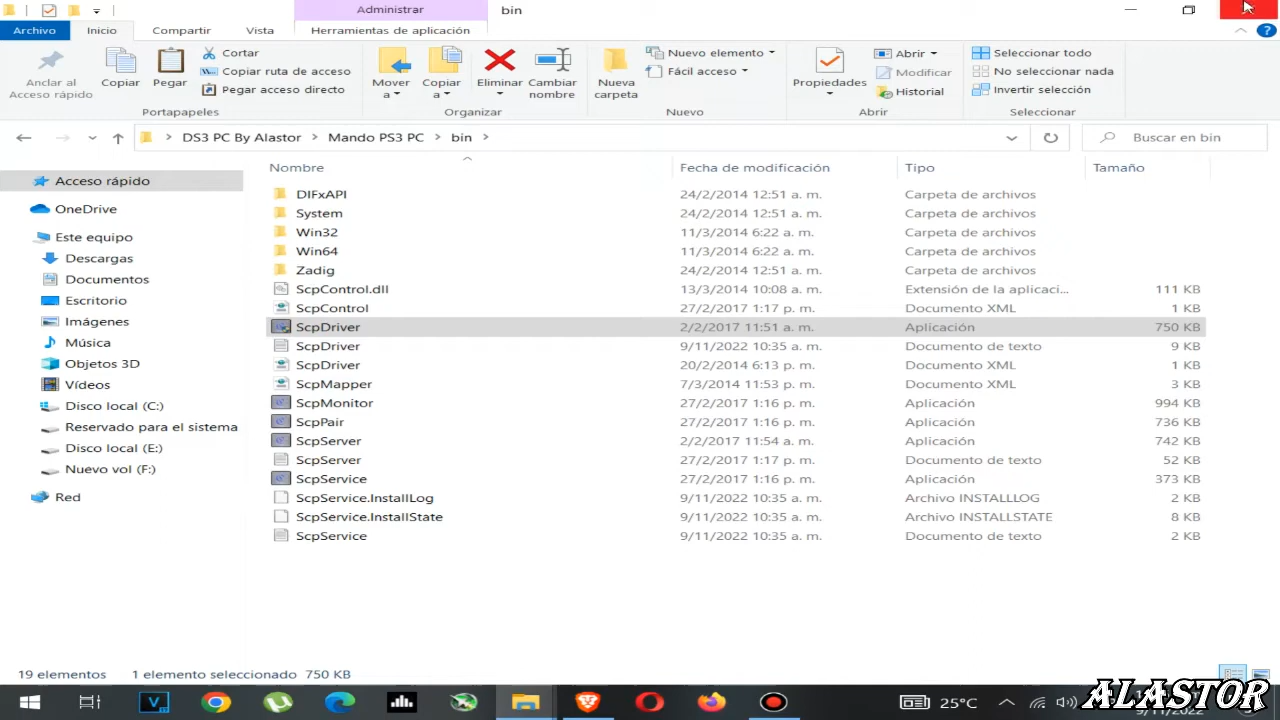 Administrar
bin
Archivo
Inicio
Compartir
Vista
Herramientas de aplicación
Anclar al
Acceso rápido
Copiar
Pegar
Cortar
Copiar ruta de acceso
Pegar acceso directo
Portapapeles
Mover
a
Copiar
a
Eliminar
Cambiar
nombre
Organizar
Nueva
carpeta
Nuevo elemento
Fácil acceso
Nuevo
Propiedades
Abrir
Modificar
Historial
Abrir
Seleccionar todo
No seleccionar nada
Invertir selección
Seleccionar
DS3 PC By Alastor > Mando PS3 PC > bin >
Buscar en bin
Nombre Fecha de modificación Tipo Tamaño
Acceso rápido
OneDrive
Este equipo
Descargas
Documentos
Escritorio
Imágenes
Música
Objetos 3D
Vídeos
Disco local (C:)
Reservado para el sistema
Disco local (E:)
Nuevo vol (F:)
Red
DIFxAPI 24/2/2014 12:51 a. m. Carpeta de archivos
System 24/2/2014 12:51 a. m. Carpeta de archivos
Win32 11/3/2014 6:22 a. m. Carpeta de archivos
Win64 11/3/2014 6:22 a. m. Carpeta de archivos
Zadig 24/2/2014 12:51 a. m. Carpeta de archivos
ScpControl.dll 13/3/2014 10:08 a. m. Extensión de la aplicaci... 111 KB
ScpControl 27/2/2017 1:17 p. m. Documento XML 1 KB
ScpDriver 2/2/2017 11:51 a. m. Aplicación 750 KB
ScpDriver 9/11/2022 10:35 a. m. Documento de texto 9 KB
ScpDriver 20/2/2014 6:13 p. m. Documento XML 1 KB
ScpMapper 7/3/2014 11:53 p. m. Documento XML 3 KB
ScpMonitor 27/2/2017 1:16 p. m. Aplicación 994 KB
ScpPair 27/2/2017 1:16 p. m. Aplicación 736 KB
ScpServer 2/2/2017 11:54 a. m. Aplicación 742 KB
ScpServer 27/2/2017 1:17 p. m. Documento de texto 52 KB
ScpService 27/2/2017 1:16 p. m. Aplicación 373 KB
ScpService.InstallLog 9/11/2022 10:35 a. m. Archivo INSTALLLOG 2 KB
ScpService.InstallState 9/11/2022 10:35 a. m. Archivo INSTALLSTATE 8 KB
ScpService 9/11/2022 10:35 a. m. Documento de texto 2 KB
19 elementos 1 elemento seleccionado 750 KB
25°C
ALASTOR
9/11/2022